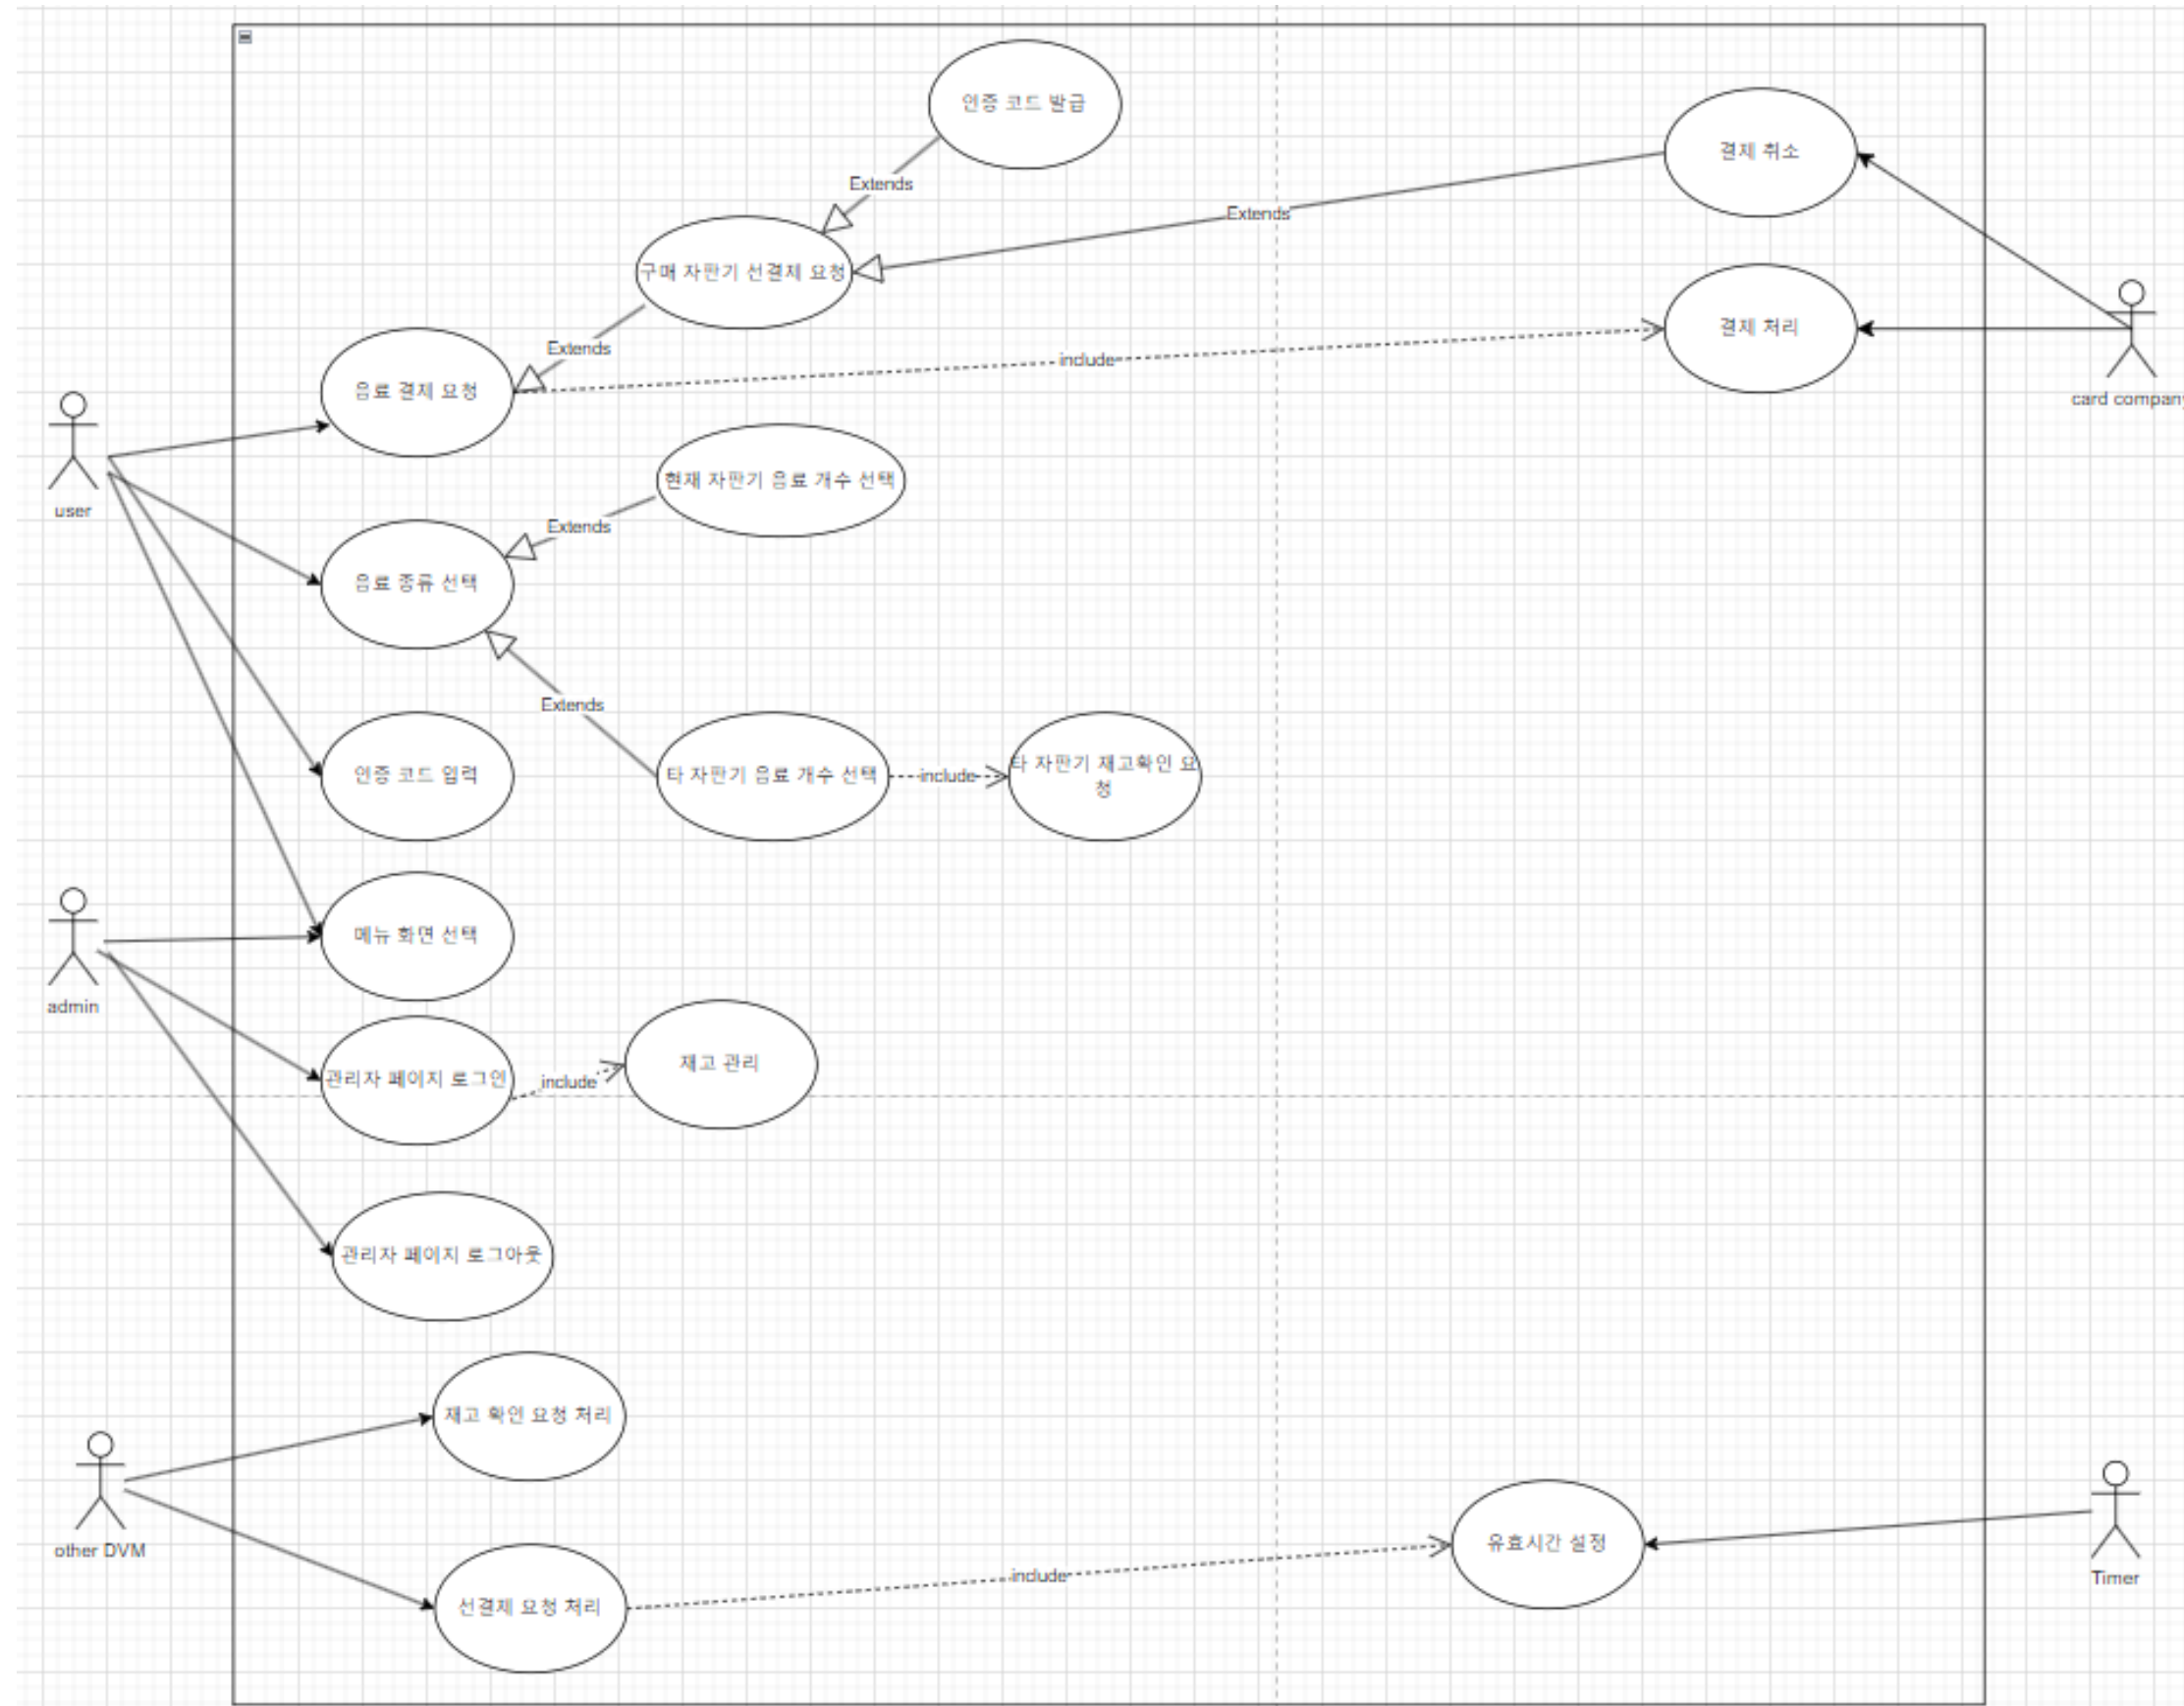 인증 코드 발급
결제 취소
Extends
Extends
구매 자판기 선결제 요청
결제 처리
Extends
include
음료 결제 요청
card company
현재 자판기 음료 개수 선택
user
Extends
음료 종류 선택
Extends
인증 코드 입력
타 자판기 음료 개수 선택
include
타 자판기 재고확인 요
청
메뉴 화면 선택
admin
재고 관리
관리자 페이지 로그인
include
관리자 페이지 로그아웃
재고 확인 요청 처리
other DVM
유효시간 설정
include
Timer
선결제 요청 처리